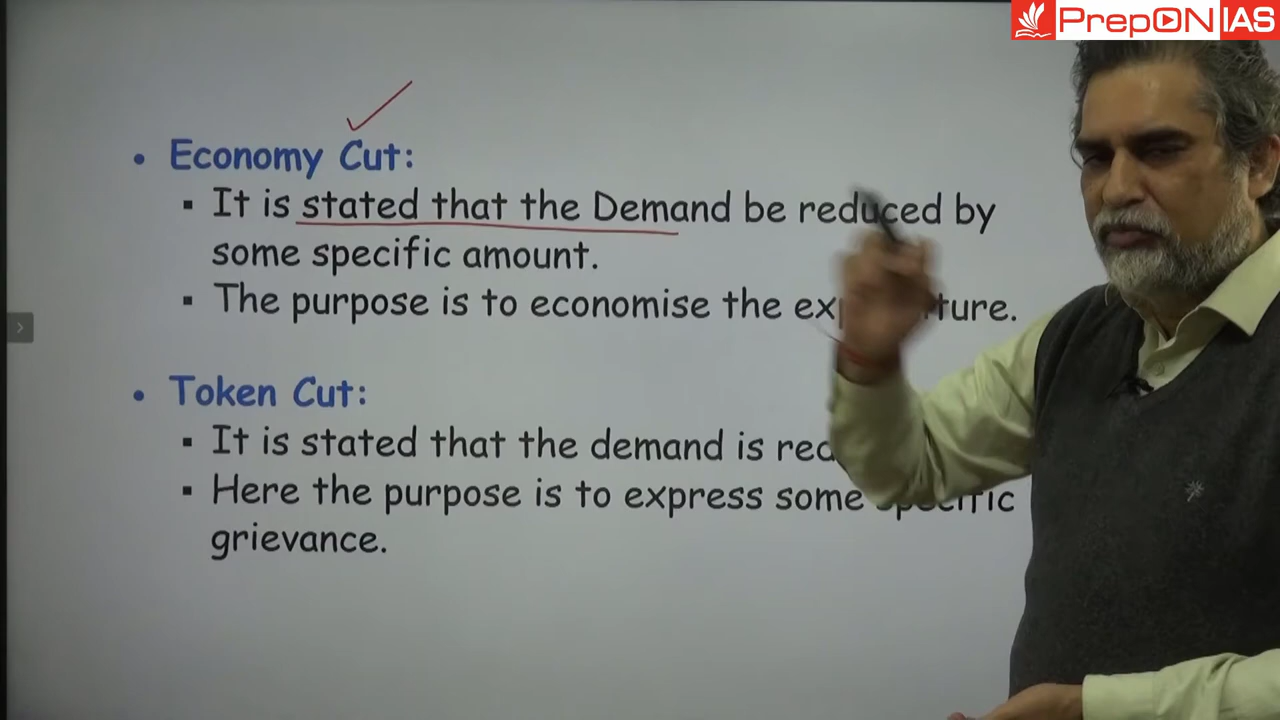 PrepON IAS
• Economy Cut:
▪ It is stated that the Demand be reduced by
some specific amount.
▪ The purpose is to economise the
▪ It is stated that the demand is
• Token Cut:
▪ Here the purpose is to express some specific
grievance.